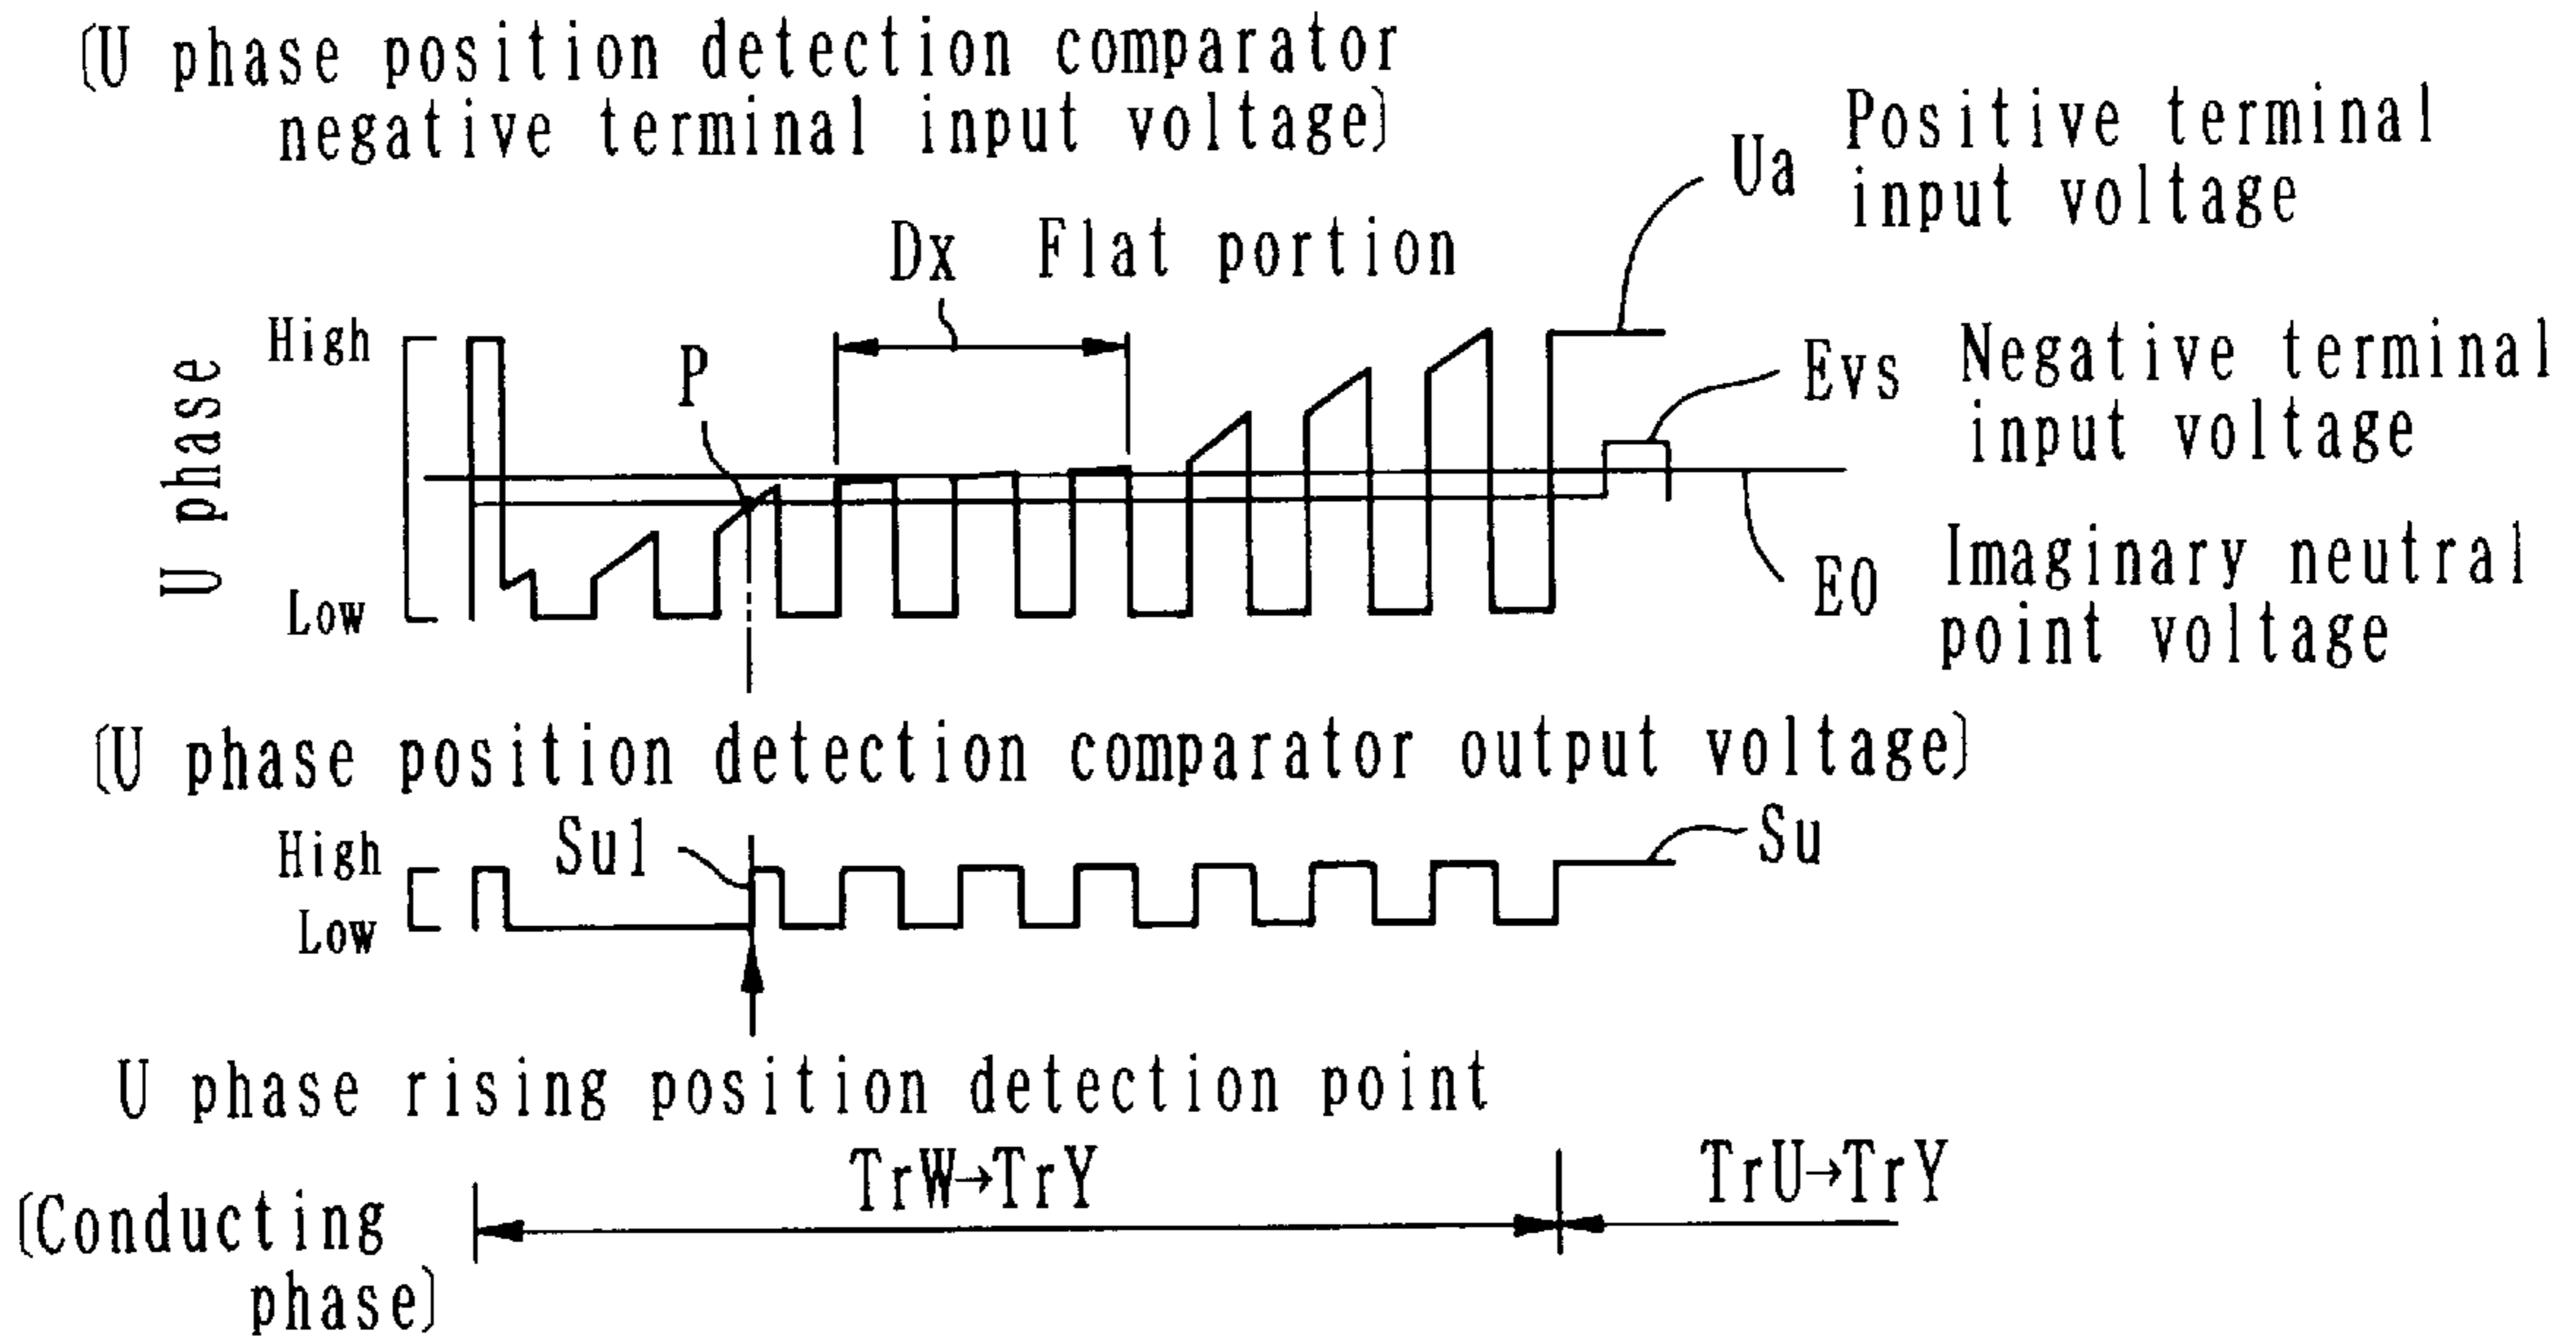 (U phase position detection comparator
negative terminal input voltage)
Ua Positive terminal
input voltage
Dx Flat portion
High
P
Evs Negative terminal
input voltage
U phase
Low
E0 Imaginary neutral
point voltage
(U phase position detection comparator output voltage)
High
Su1
Su
Low
U phase rising position detection point
TrW→TrY
TrU→TrY
(Conducting
phase)